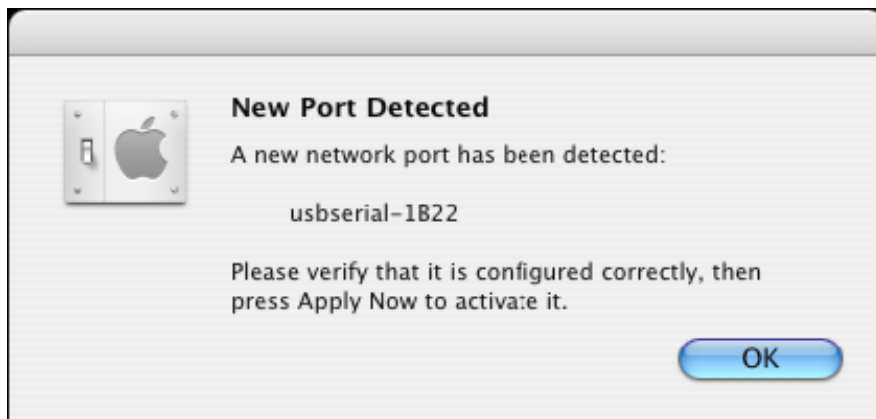 New Port Detected
A new network port has been detected:
usbserial-1B22
Please verify that it is configured correctly, then
press Apply Now to activate it.
OK